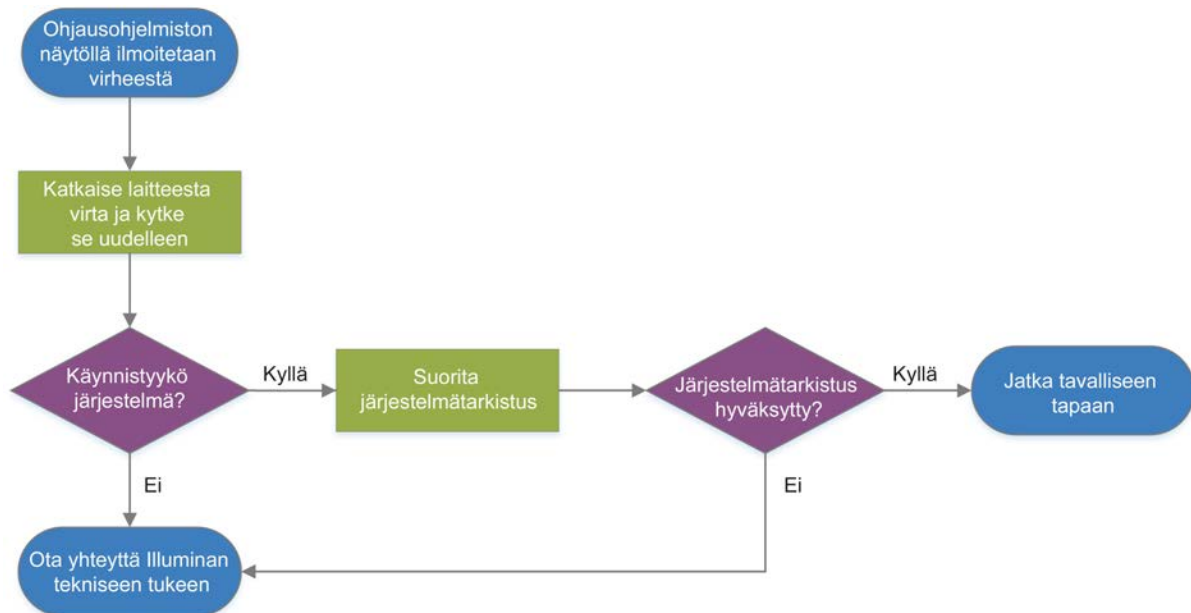 Ohjausohjelmiston
näytöllä ilmoitetaan
virheestä
Katkaise laitteesta
virta ja kytke
se uudelleen
Käynnistyykö
järjestelmä?
Kyllä
Suorita
järjestelmätarkistus
Järjestelmätarkistus
hyväksytty?
Kyllä
Jatka tavalliseen
tapaan
Ei
Ei
Ota yhteyttä Illuminan
tekniseen tukeen